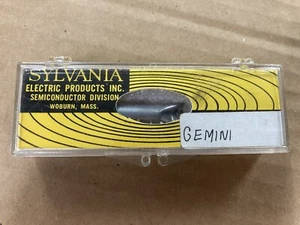 SYLVANIA
ELECTRIC PRODUCTS INC.
SEMICONDUCTOR DIVISION
WOBURN, MASS.
GEMINI